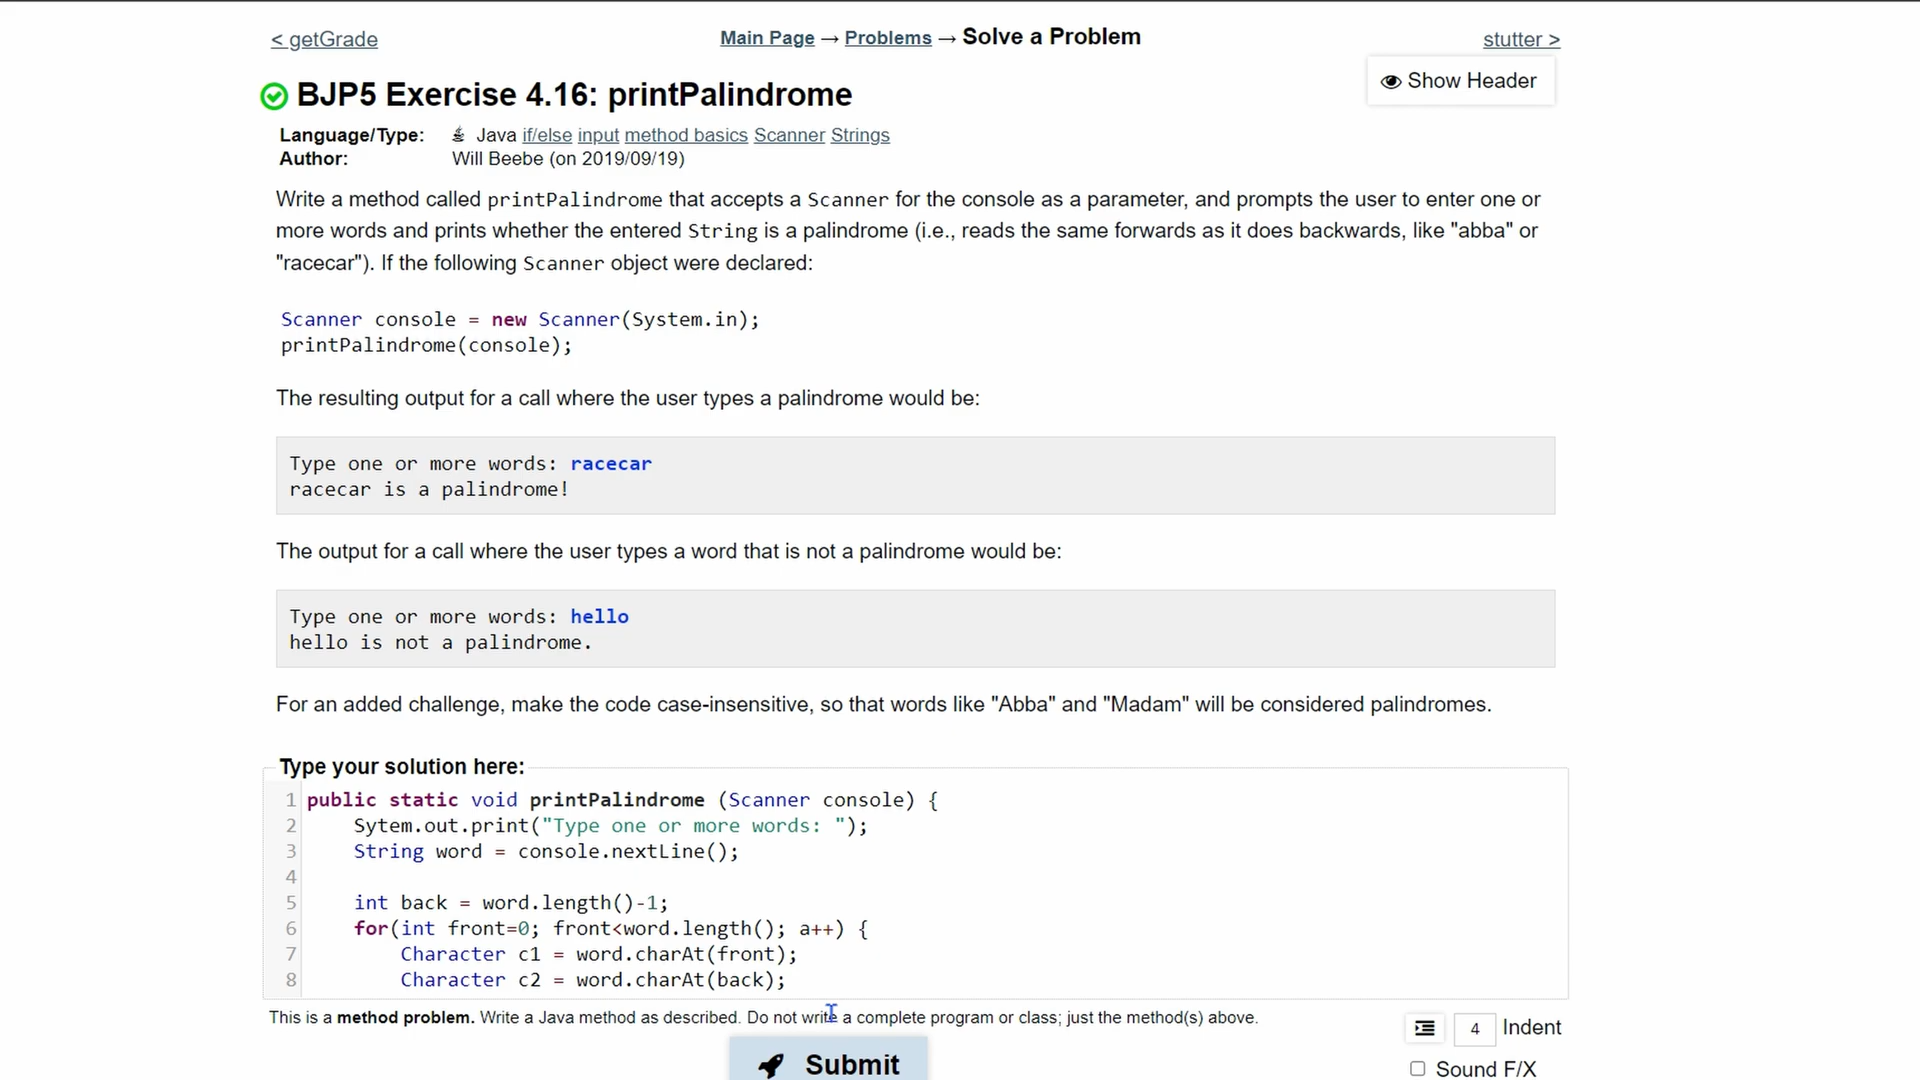 < getGrade
Main Page → Problems → Solve a Problem
stutter >
Show Header
BJP5 Exercise 4.16: printPalindrome
Language/Type: Java if/else input method basics Scanner Strings
Author: Will Beebe (on 2019/09/19)
Write a method called printPalindrome that accepts a Scanner for the console as a parameter, and prompts the user to enter one or
more words and prints whether the entered String is a palindrome (i.e., reads the same forwards as it does backwards, like "abba" or
"racecar"). If the following Scanner object were declared:
Scanner console = new Scanner(System.in);
printPalindrome(console);
The resulting output for a call where the user types a palindrome would be:
Type one or more words: racecar
racecar is a palindrome!
The output for a call where the user types a word that is not a palindrome would be:
Type one or more words: hello
hello is not a palindrome.
For an added challenge, make the code case-insensitive, so that words like "Abba" and "Madam" will be considered palindromes.
Type your solution here:
1 public static void printPalindrome (Scanner console) {
2 Sytem.out.print("Type one or more words: ");
3 String word = console.nextLine();
4
5 int back = word.length()-1;
6 for(int front=0; front<word.length(); a++) {
7 Character c1 = word.charAt(front);
8 Character c2 = word.charAt(back);
This is a method problem. Write a Java method as described. Do not write a complete program or class; just the method(s) above.
4 Indent
Submit
Sound F/X